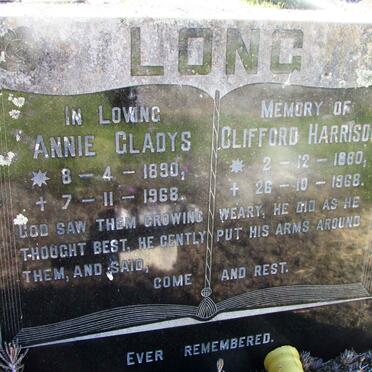 LONG
IN LOVING MEMORY OF
ANNIE GLADYS CLIFFORD HARRISO
8-4-1890, 2-12-1880,
7-11-1968. 26-10-1968.
GOD SAW THEM GROWING WEARY, HE DID AS HE
THOUGHT BEST. HE GENTLY PUT HIS ARMS AROUND
THEM, AND SAID,
COME AND REST.
EVER REMEMBERED.